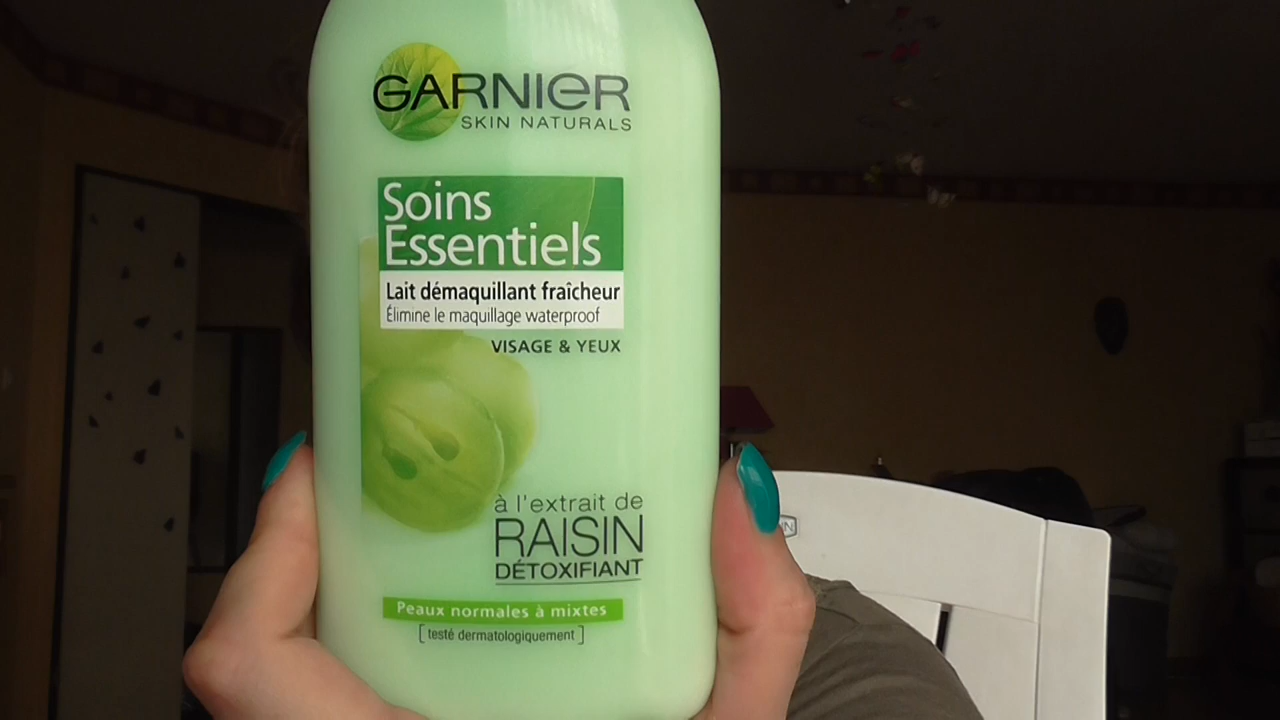 GARNIER
SKIN NATURALS
Soins
Essentiels
Lait démaquillant fraîcheur
Élimine le maquillage waterproof
VISAGE & YEUX
à l'extrait de
RAISIN
DÉTOXIFIANT
Peaux normales à mixtes
[testé dermatologiquement]